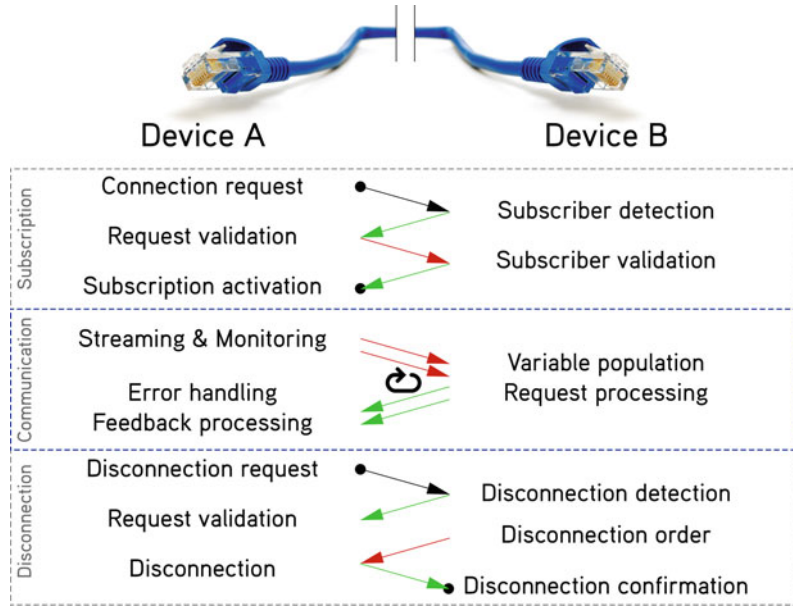 Device A
Device B
Subscription
Connection request
Subscriber detection
Request validation
Subscriber validation
Subscription activation
Communication
Streaming & Monitoring
Variable population
Error handling
Request processing
Feedback processing
Disconnection
Disconnection request
Disconnection detection
Request validation
Disconnection order
Disconnection
Disconnection confirmation